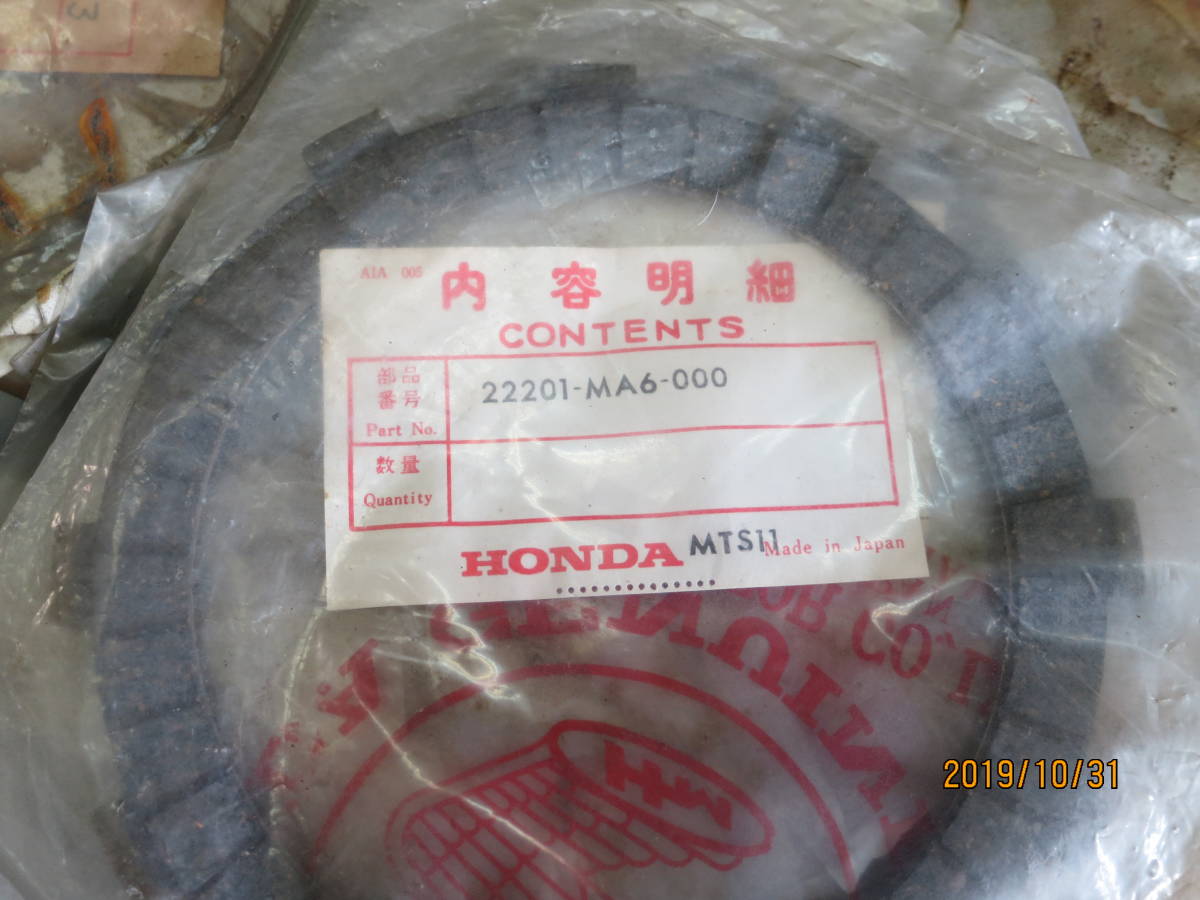 3
AIA 005
内容明細
CONTENTS
部品
番号
Part No.
22201-MA6-000
数量
Quantity
HONDA
MTS11
Made in Japan
2019/10/31